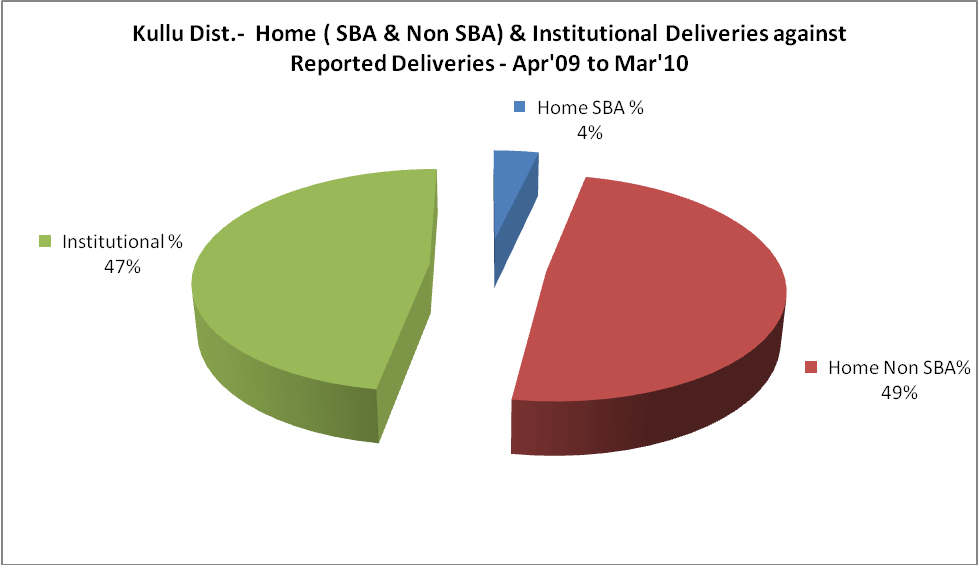 Kullu Dist.- Home ( SBA & Non SBA) & Institutional Deliveries against
Reported Deliveries - Apr'09 to Mar'10
Home SBA %
4%
Institutional %
47%
Home Non SBA%
49%